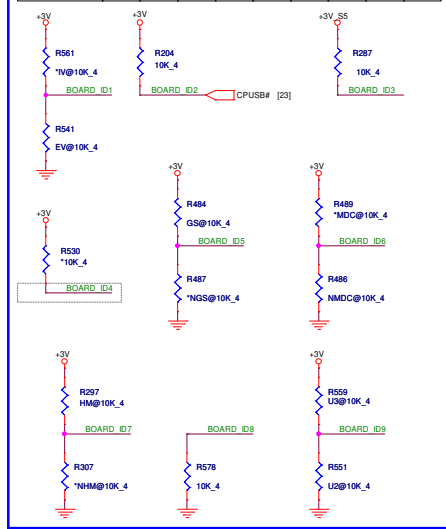 +3V
R561
*IV@10K_4
BOARD_ID1
R541
EV@10K_4
+3V
R204
10K_4
BOARD_ID2
CPUSB# [23]
+3V_S5
R287
10K_4
BOARD_ID3
+3V
R530
*10K_4
BOARD_ID4
+3V
R484
GS@10K_4
BOARD_ID5
R487
*NGS@10K_4
+3V
R489
*MDC@10K_4
BOARD_ID6
R486
NMDC@10K_4
+3V
R297
HM@10K_4
BOARD_ID7
R307
*NHM@10K_4
BOARD_ID8
R578
10K_4
+3V
R559
U3@10K_4
BOARD_ID9
R551
U2@10K_4